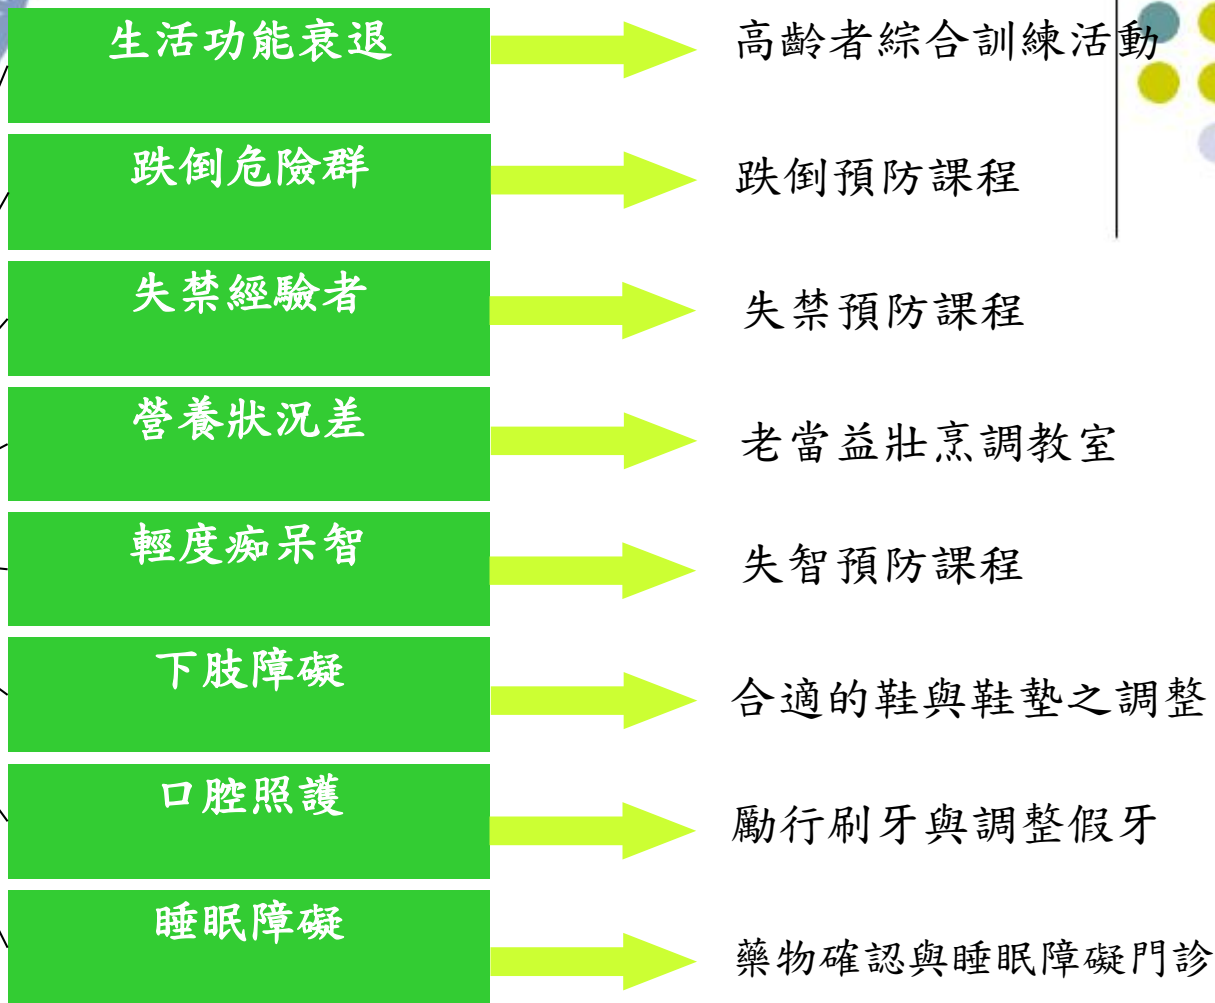 生活功能衰退
高齡者綜合訓練活動
跌倒危險群
跌倒預防課程
失禁經驗者
失禁預防課程
營養狀況差
老當益壯烹調教室
輕度痴呆智
失智預防課程
下肢障礙
合適的鞋與鞋墊之調整
口腔照護
勵行刷牙與調整假牙
睡眠障礙
藥物確認與睡眠障礙門診